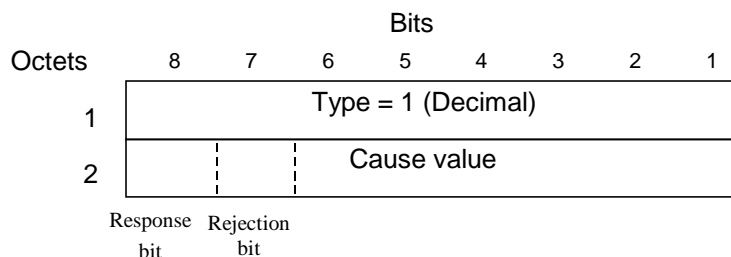 Bits
Octets 8 7 6 5 4 3 2 1
1 Type = 1 (Decimal)
2 Cause value
Response Rejection
bit bit